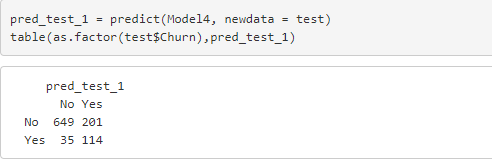 pred_test_1 = predict(Model4, newdata = test)
table(as.factor(test$Churn),pred_test_1)
pred_test_1
No Yes
No 649 201
Yes 35 114